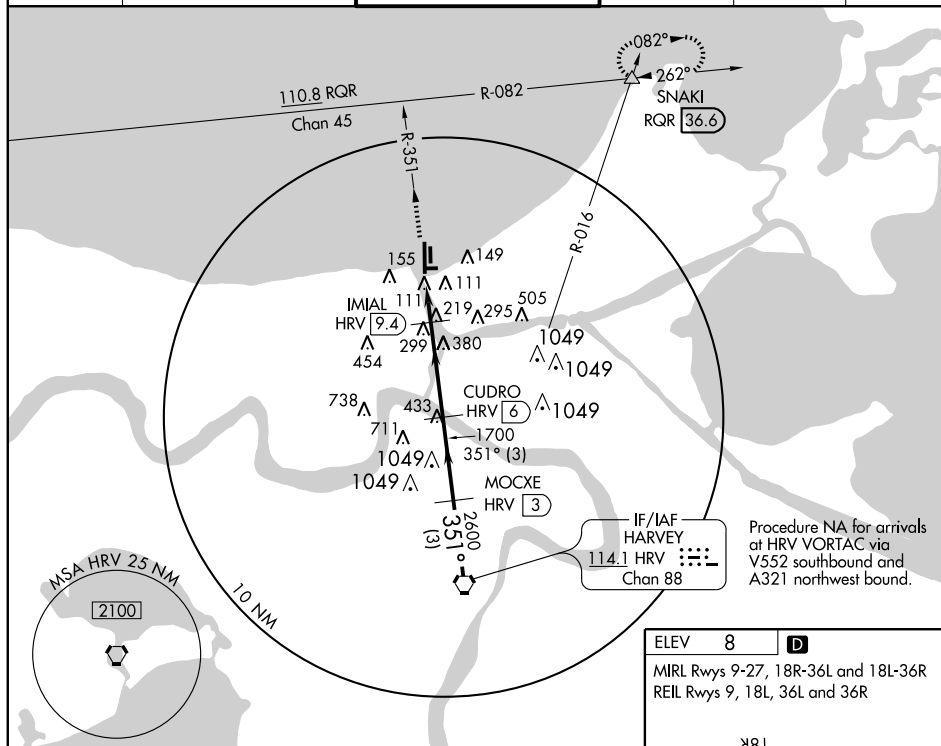 082°
262°
SNAKI
RQR 36.6
110.8 RQR
Chan 45
R-082
R-351
R-016
155
149
111
111
IMIAL
HRV 9.4
219
295
505
299
380
454
1049
1049
1049
738
433
CUDRO
HRV 6
711
1700
351° (3)
1049
1049
MOCXE
HRV 3
2600
351°
(3)
IF/IAF
HARVEY
114.1 HRV
Chan 88
Procedure NA for arrivals
at HRV VORTAC via
V552 southbound and
A321 northwest bound.
MSA HRV 25 NM
2100
10 NM
ELEV 8 D
MIRL Rwys 9-27, 18R-36L and 18L-36R
REIL Rwys 9, 18L, 36L and 36R
18R